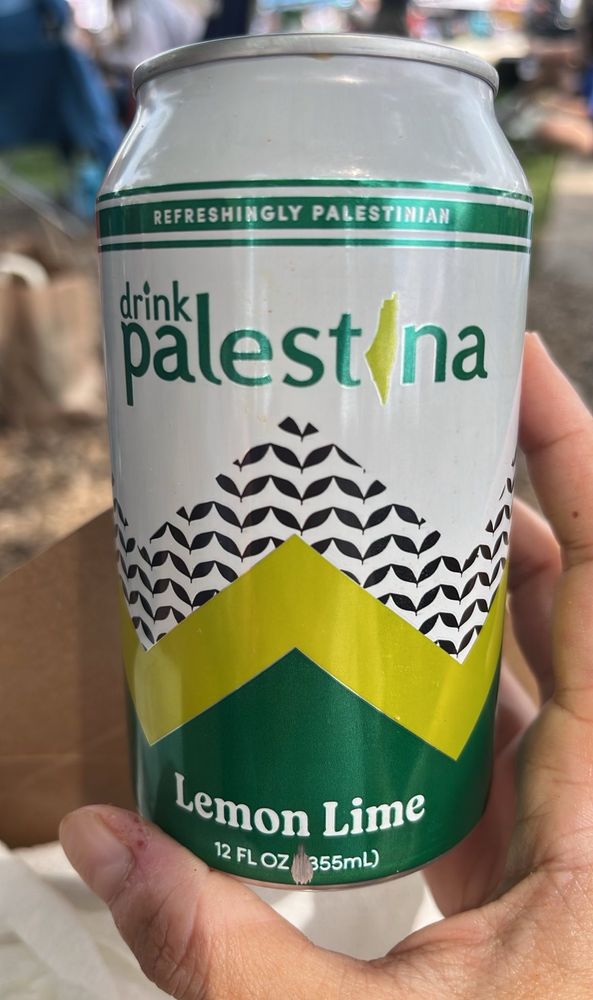 REFRESHINGLY PALESTINIAN
drink
palestina
Lemon Lime
12 FL OZ (355mL)